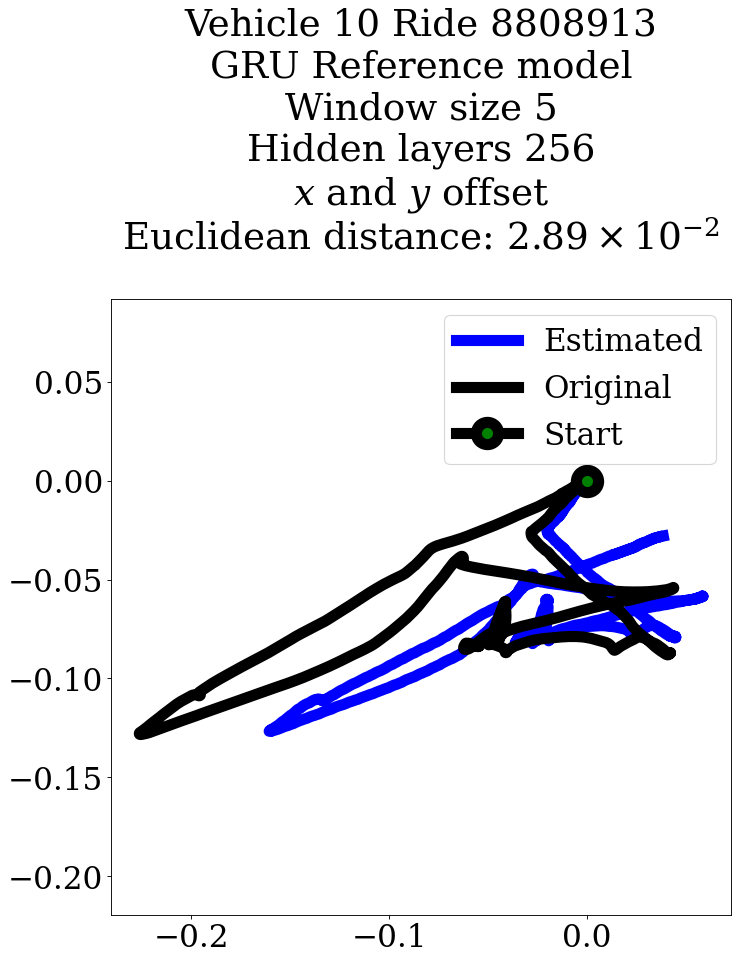 Vehicle 10 Ride 8808913
GRU Reference model
Window size 5
Hidden layers 256
x and y offset
Euclidean distance: 2.89 × 10⁻²
Estimated
Original
Start
0.05
0.00
−0.05
−0.10
−0.15
−0.20
−0.2 −0.1 0.0